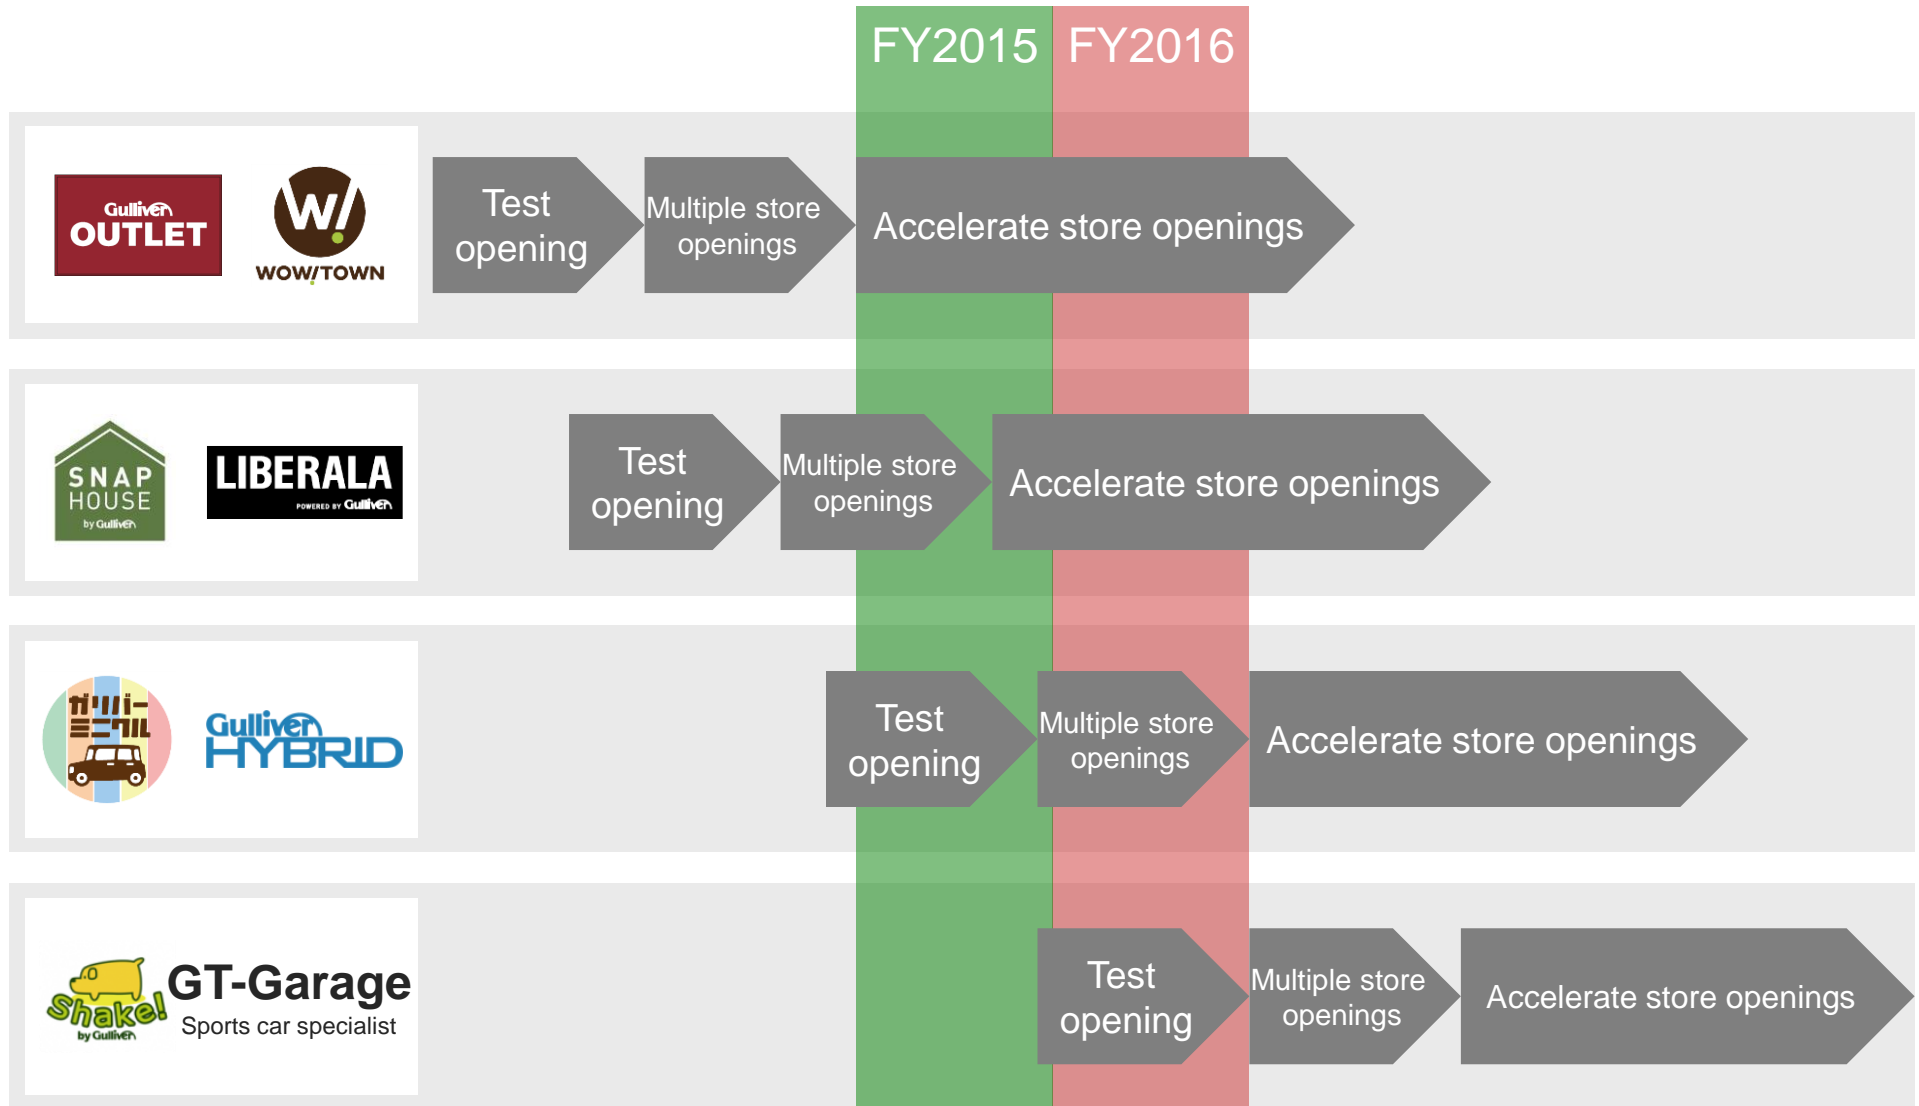 FY2015 FY2016
Gulliver
OUTLET
W!
WOW!TOWN
Test
opening
Multiple store
openings
Accelerate store openings
SNAP
HOUSE
by Gulliver
LIBERALA
POWERED BY Gulliver
Test
opening
Multiple store
openings
Accelerate store openings
ガリバー
ミニクル
Gulliver
HYBRID
Test
opening
Multiple store
openings
Accelerate store openings
Shake!
by Gulliver
GT-Garage
Sports car specialist
Test
opening
Multiple store
openings
Accelerate store openings